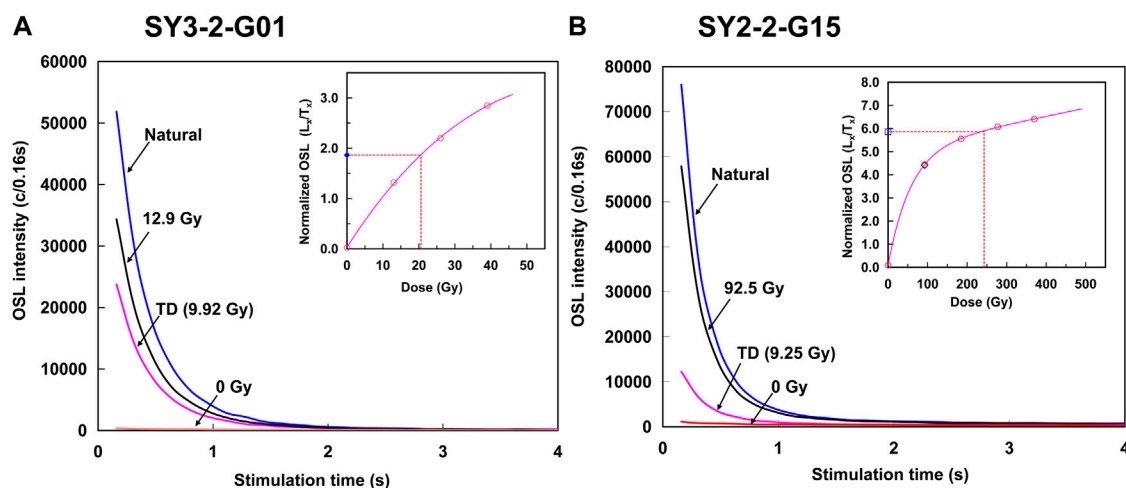 A
SY3-2-G01
OSL intensity (c/0.16s)
60000
50000
40000
30000
20000
10000
0
0
1
2
3
4
Stimulation time (s)
Natural
12.9 Gy
TD (9.92 Gy)
0 Gy
Normalized OSL (Lx/Tx)
3.0
2.0
1.0
0.0
0
10
20
30
40
50
Dose (Gy)
B
SY2-2-G15
OSL intensity (c/0.16s)
80000
70000
60000
50000
40000
30000
20000
10000
0
0
1
2
3
4
Stimulation time (s)
Natural
92.5 Gy
TD (9.25 Gy)
0 Gy
Normalized OSL (Lx/Tx)
8.0
7.0
6.0
5.0
4.0
3.0
2.0
1.0
0.0
0
100
200
300
400
500
Dose (Gy)